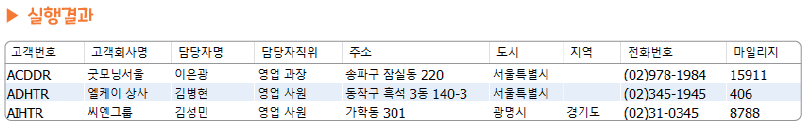 ▶ 실행결과
고객번호 고객회사명 담당자명 담당자직위 주소 도시 지역 전화번호 마일리지
ACDDR 굿모닝서울 이은광 영업 과장 송파구 잠실동 220 서울특별시 (02)978-1984 15911
ADHTR 엘케이 상사 김병현 영업 사원 동작구 흑석 3동 140-3 서울특별시 (02)345-1945 406
AIHTR 씨엔그룹 김성민 영업 사원 가학동 301 광명시 경기도 (02)31-0345 8788